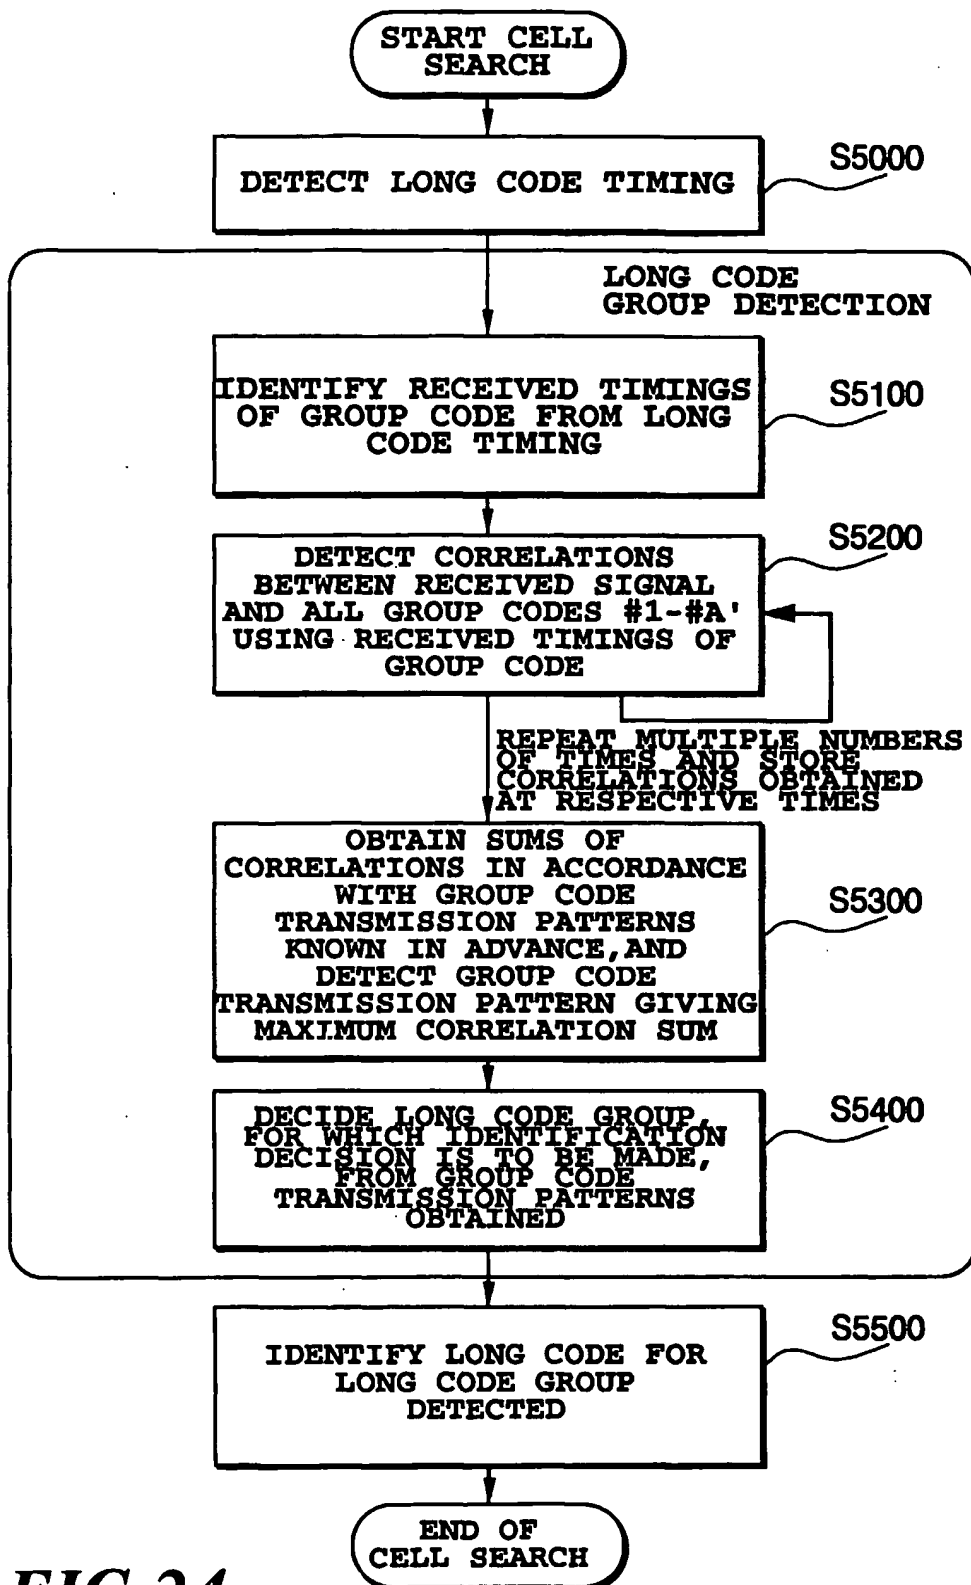 START CELL
SEARCH
DETECT LONG CODE TIMING
S5000
LONG CODE
GROUP DETECTION
IDENTIFY RECEIVED TIMINGS
OF GROUP CODE FROM LONG
CODE TIMING
S5100
DETECT CORRELATIONS
BETWEEN RECEIVED SIGNAL
AND ALL GROUP CODES #1-#A'
USING RECEIVED TIMINGS OF
GROUP CODE
S5200
REPEAT MULTIPLE NUMBERS
OF TIMES AND STORE
CORRELATIONS OBTAINED
AT RESPECTIVE TIMES
OBTAIN SUMS OF
CORRELATIONS IN ACCORDANCE
WITH GROUP CODE
TRANSMISSION PATTERNS
KNOWN IN ADVANCE, AND
DETECT GROUP CODE
TRANSMISSION PATTERN GIVING
MAXIMUM CORRELATION SUM
S5300
DECIDE LONG CODE GROUP,
FOR WHICH IDENTIFICATION
DECISION IS TO BE MADE,
FROM GROUP CODE
TRANSMISSION PATTERNS
OBTAINED
S5400
IDENTIFY LONG CODE FOR
LONG CODE GROUP
DETECTED
S5500
END OF
CELL SEARCH
FIG.24